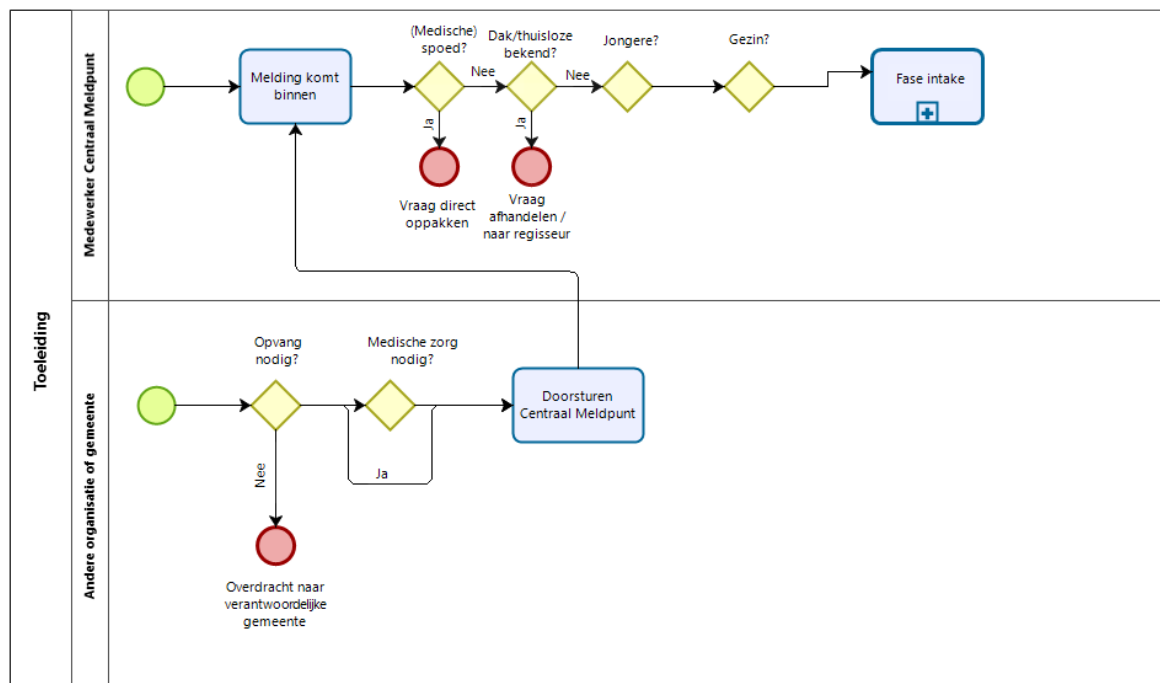 Toeleiding
Medewerker Centraal Meldpunt
Melding komt
binnen
(Medische)
spoed?
Nee
Ja
Vraag direct
oppakken
Dak/thuisloze
bekend?
Nee
Ja
Vraag
afhandelen /
naar regisseur
Jongere?
Gezin?
Fase intake
Andere organisatie of gemeente
Opvang
nodig?
Nee
Overdracht naar
verantwoordelijke
gemeente
Medische zorg
nodig?
Ja
Doorsturen
Centraal Meldpunt